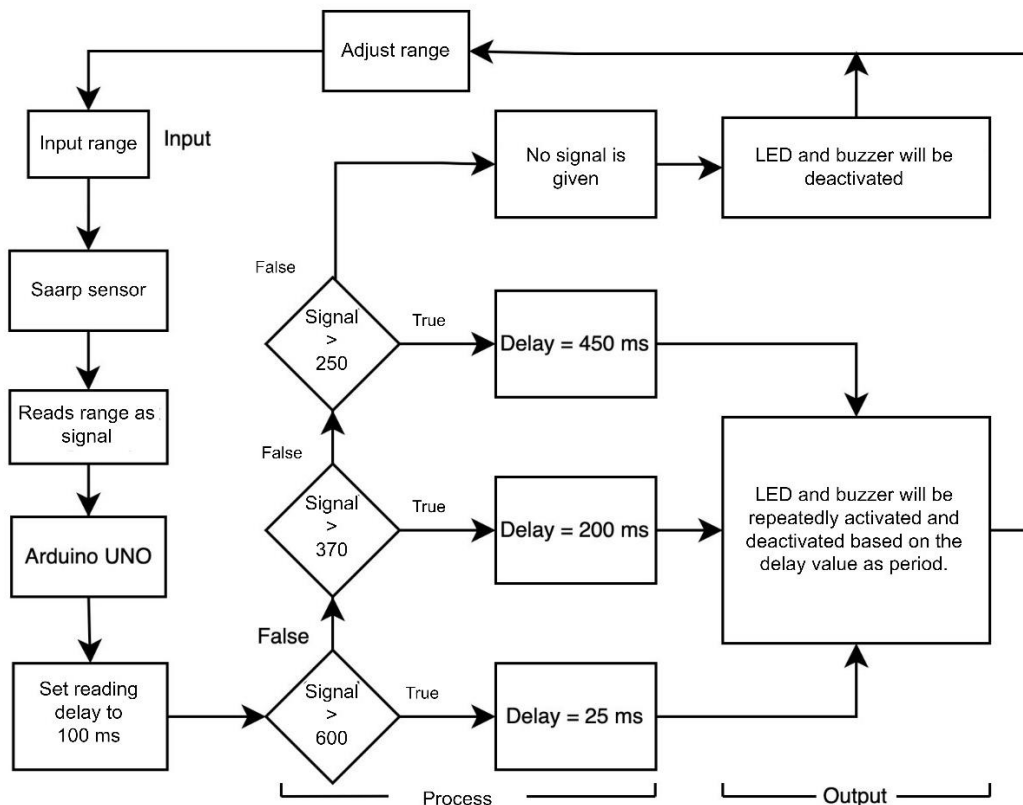 Adjust range
Input range
Input
No signal is
given
LED and buzzer will be
deactivated
Saarp sensor
False
Signal
>
250
True
Delay = 450 ms
Reads range as
signal
False
Signal
>
370
True
Delay = 200 ms
LED and buzzer will be
repeatedly activated and
deactivated based on the
delay value as period.
Arduino UNO
False
Set reading
delay to
100 ms
Signal
>
600
True
Delay = 25 ms
Process
Output